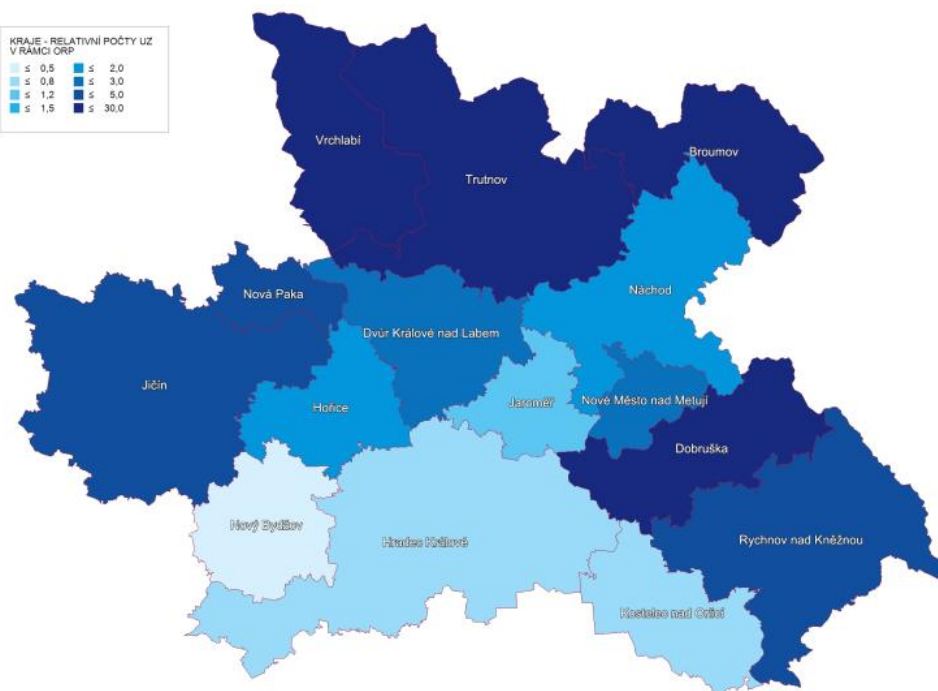 KRAJE - RELATIVNÍ POČTY UZ
V RÁMCI ORP
≤ 0,5 ≤ 2,0
≤ 0,8 ≤ 3,0
≤ 1,2 ≤ 5,0
≤ 1,5 ≤ 30,0
Vrchlabí
Broumov
Trutnov
Náchod
Nová Paka
Dvůr Králové nad Labem
Jičín
Hořice
Jaroměř
Nové Město nad Metují
Dobruška
Nový Bydžov
Hradec Králové
Rychnov nad Kněžnou
Kostelec nad Orlicí